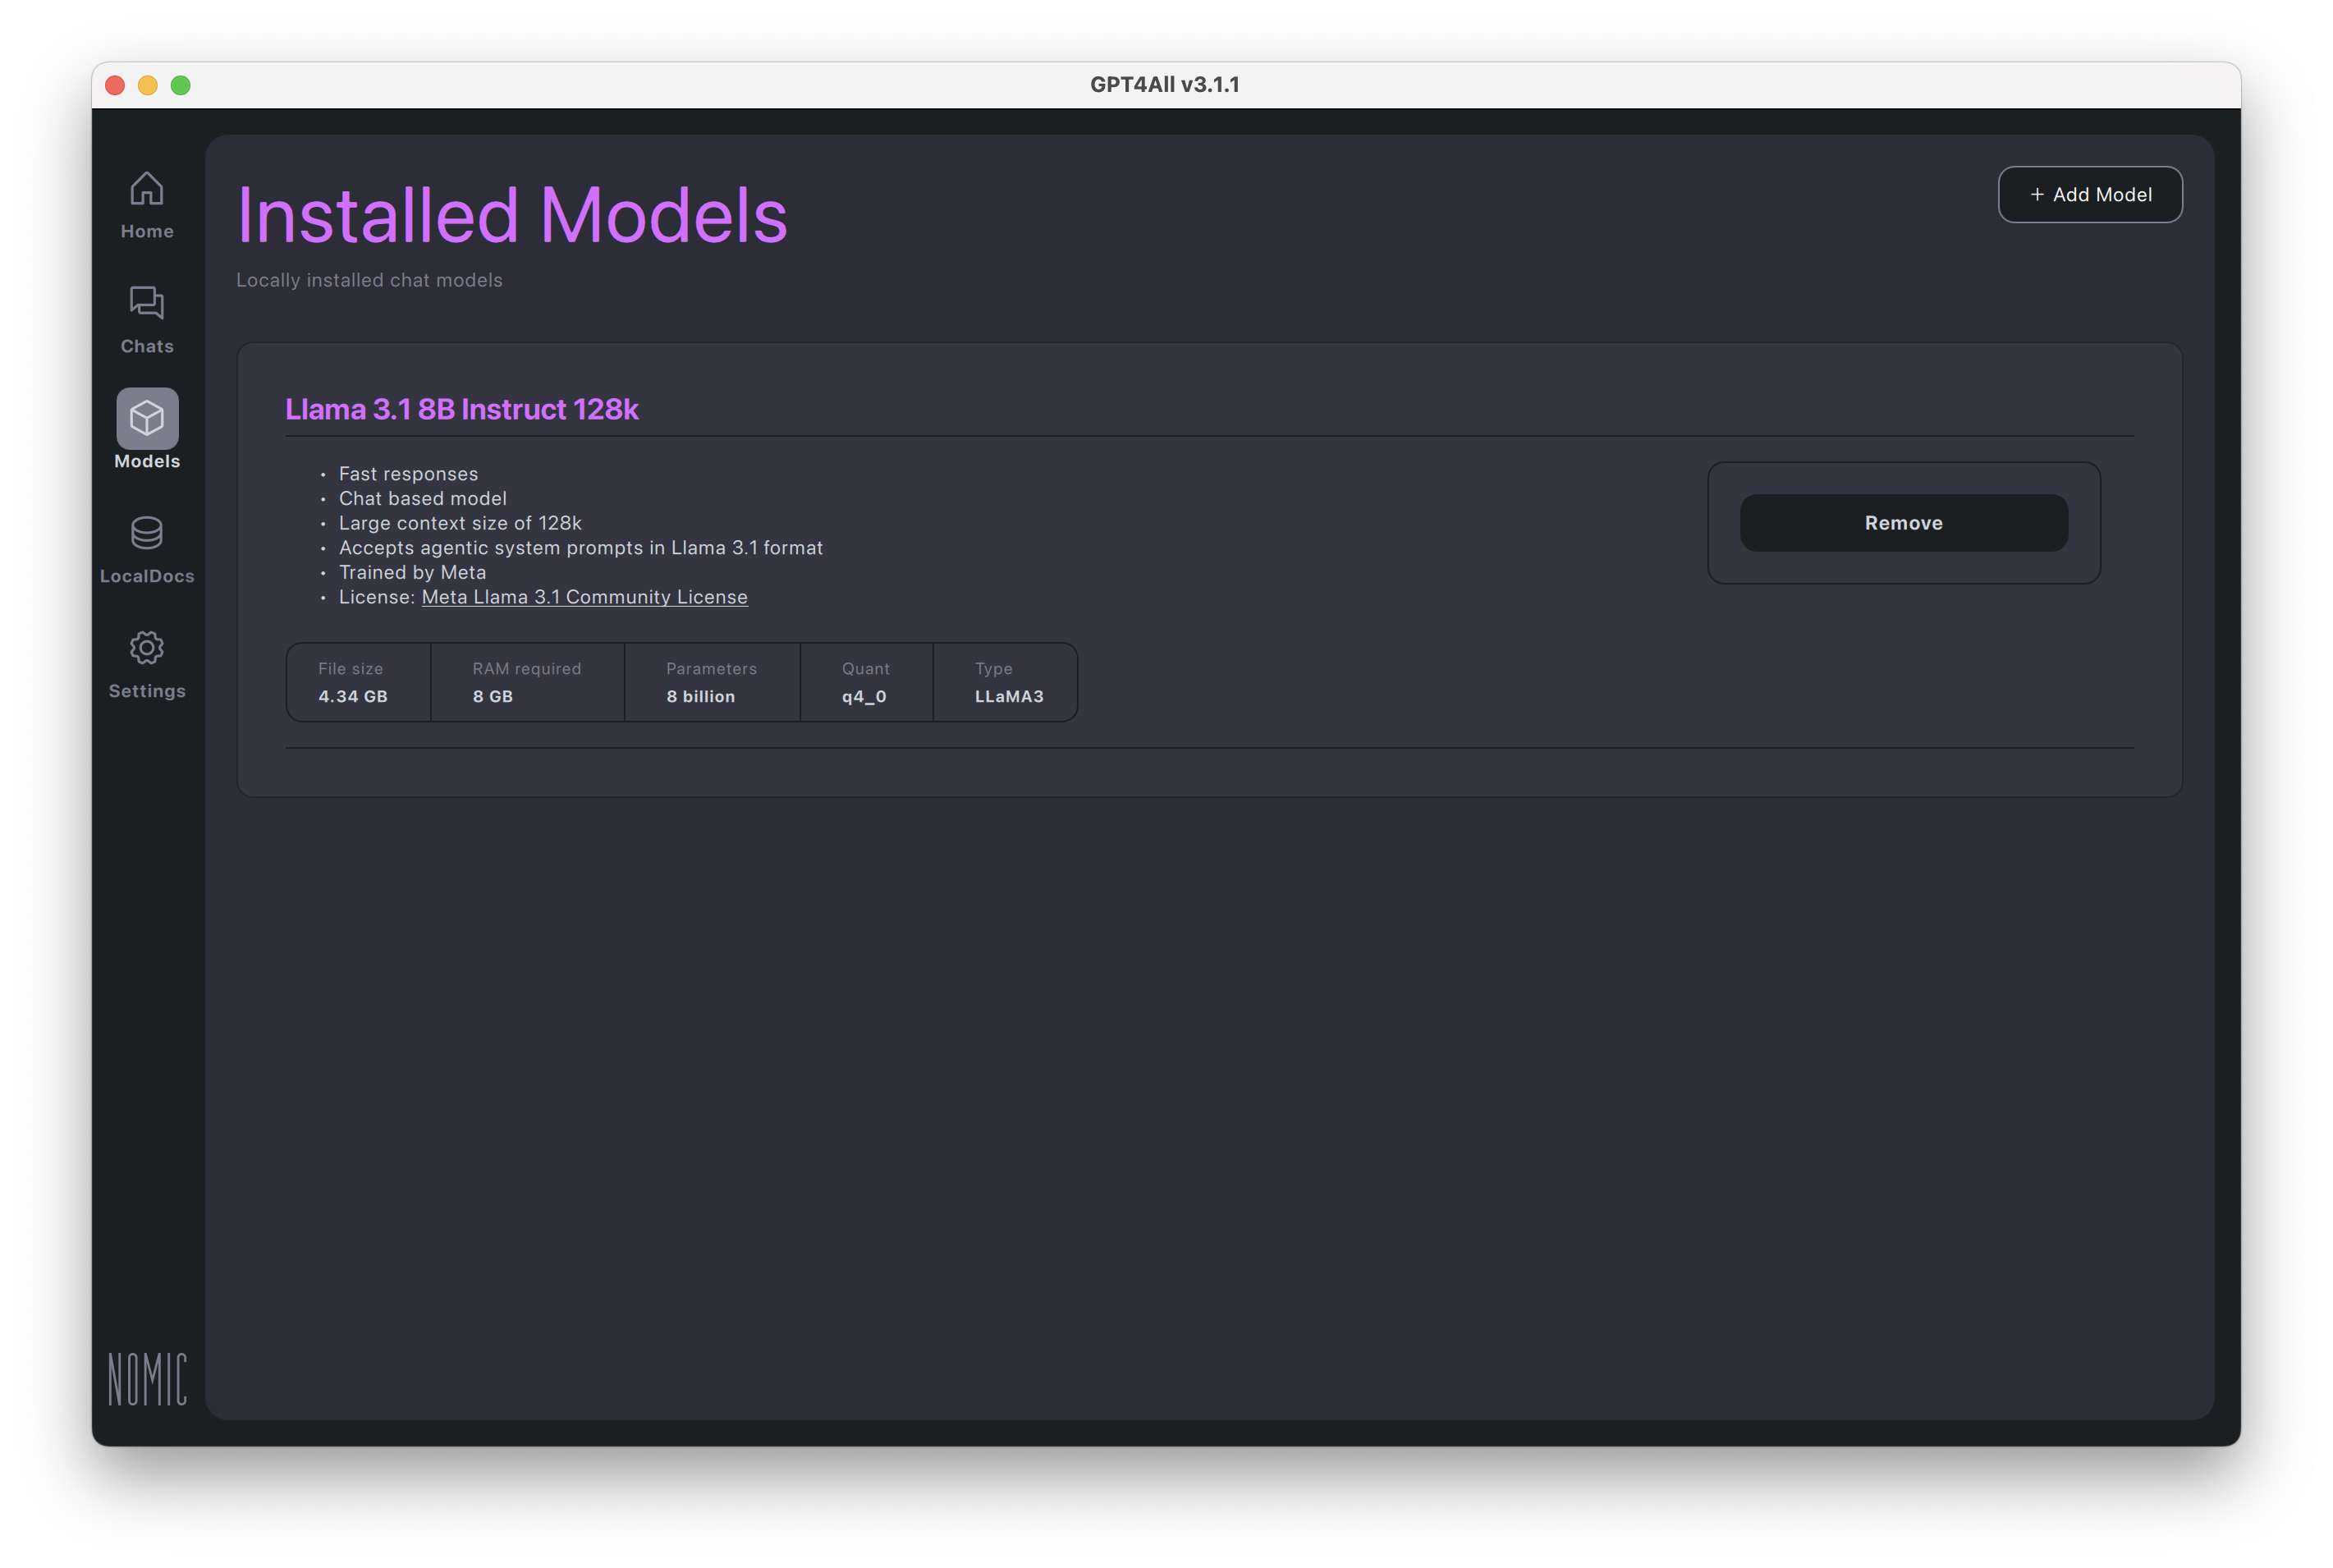 GPT4All v3.1.1
Home
Chats
Models
LocalDocs
Settings
NOMIC
Installed Models
Locally installed chat models
+ Add Model
Llama 3.1 8B Instruct 128k
• Fast responses
• Chat based model
• Large context size of 128k
• Accepts agentic system prompts in Llama 3.1 format
• Trained by Meta
• License: Meta Llama 3.1 Community License
Remove
File size RAM required Parameters Quant Type
4.34 GB 8 GB 8 billion q4_0 LLaMA3